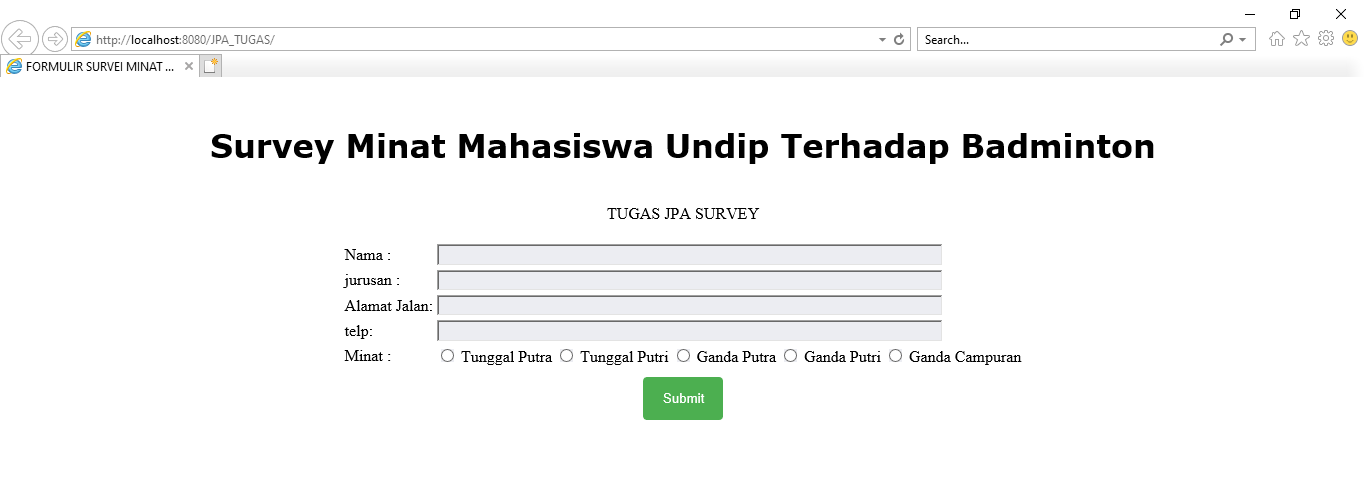 http://localhost:8080/JPA_TUGAS/
Search...
FORMULIR SURVEI MINAT ...
Survey Minat Mahasiswa Undip Terhadap Badminton
TUGAS JPA SURVEY
Nama :
jurusan :
Alamat Jalan:
telp:
Minat : Tunggal Putra Tunggal Putri Ganda Putra Ganda Putri Ganda Campuran
Submit